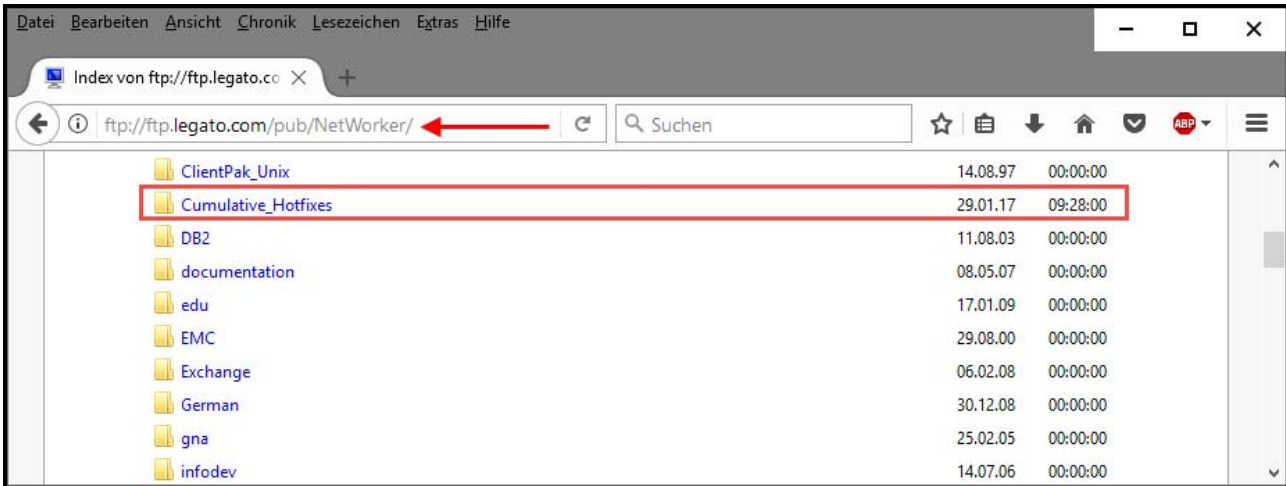 Datei Bearbeiten Ansicht Chronik Lesezeichen Extras Hilfe
Index von ftp://ftp.legato.co
ftp://ftp.legato.com/pub/NetWorker/ Suchen ABP
ClientPak_Unix 14.08.97 00:00:00
Cumulative_Hotfixes 29.01.17 09:28:00
DB2 11.08.03 00:00:00
documentation 08.05.07 00:00:00
edu 17.01.09 00:00:00
EMC 29.08.00 00:00:00
Exchange 06.02.08 00:00:00
German 30.12.08 00:00:00
gna 25.02.05 00:00:00
infodev 14.07.06 00:00:00